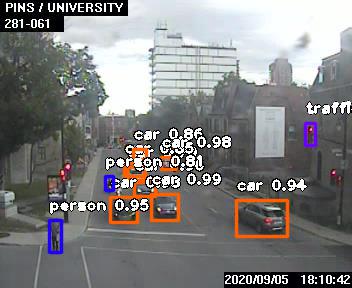 PINS / UNIVERSITY
281-061
traffi
car 0.86
car 0.98
person 0.81
car 0.99
car 0.94
person 0.95
2020/09/05 18:10:42